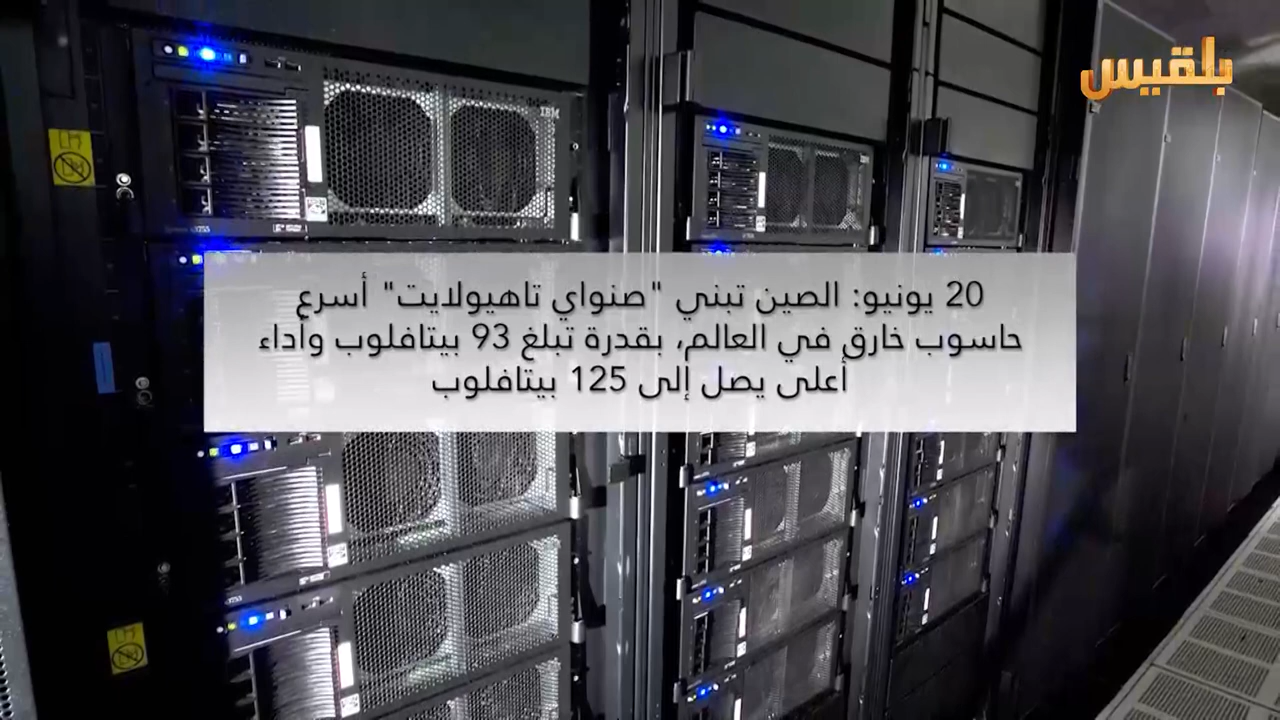 بلقيس
IBM
20 يونيو: الصين تبني "صنواي تاهيولايت" أسرع
حاسوب خارق في العالم، بقدرة تبلغ 93 بيتافلوب وأداء
أعلى يصل إلى 125 بيتافلوب